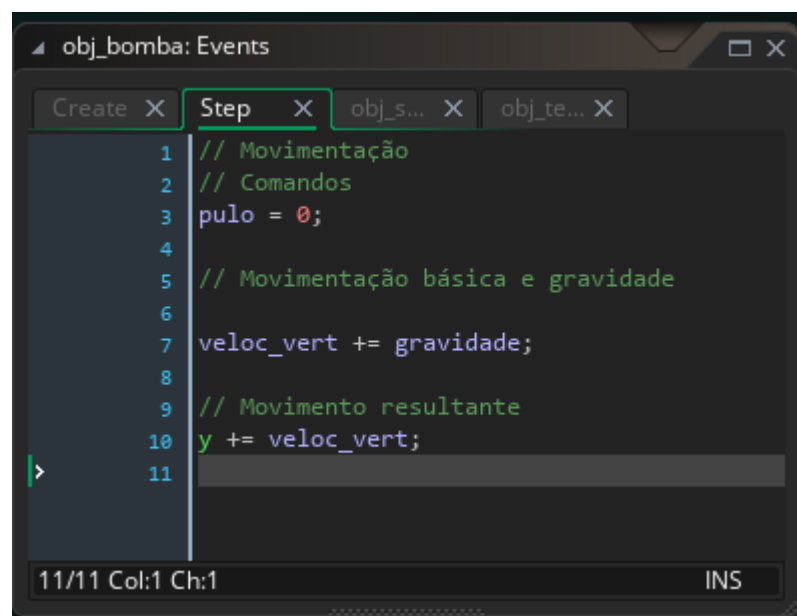 obj_bomba: Events
Create Step obj_s... obj_te...
1 // Movimentação
2 // Comandos
3 pulo = 0;
4
5 // Movimentação básica e gravidade
6
7 veloc_vert += gravidade;
8
9 // Movimento resultante
10 y += veloc_vert;
11
11/11 Col:1 Ch:1 INS